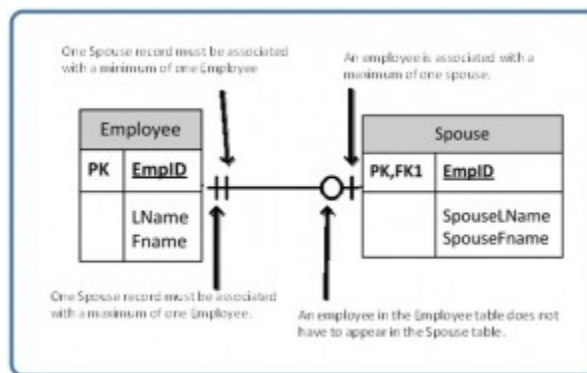 One Spouse record must be associated
with a minimum of one Employee
An employee is associated with a
maximum of one spouse.
Employee
PK EmpID
LName
Fname
Spouse
PK,FK1 EmpID
SpouseLName
SpouseFname
One Spouse record must be associated
with a maximum of one Employee.
An employee in the Employee table does not
have to appear in the Spouse table.